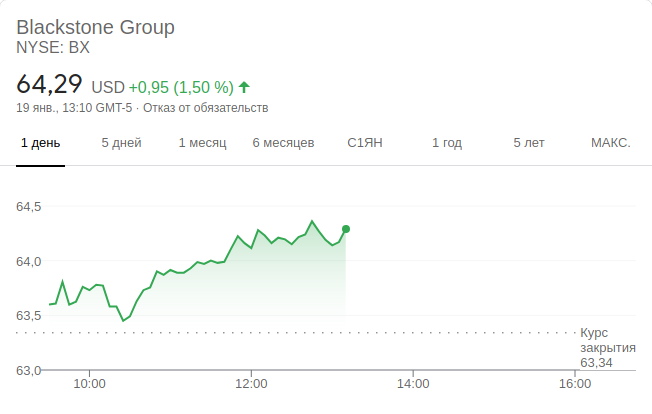 Blackstone Group
NYSE: BX
64,29 USD +0,95 (1,50 %)
19 янв., 13:10 GMT-5 · Отказ от обязательств
1 день 5 дней 1 месяц 6 месяцев С1ЯН 1 год 5 лет МАКС.
64,5
64,0
63,5
Курс
закрытия
63,34
63,0
10:00 12:00 14:00 16:00